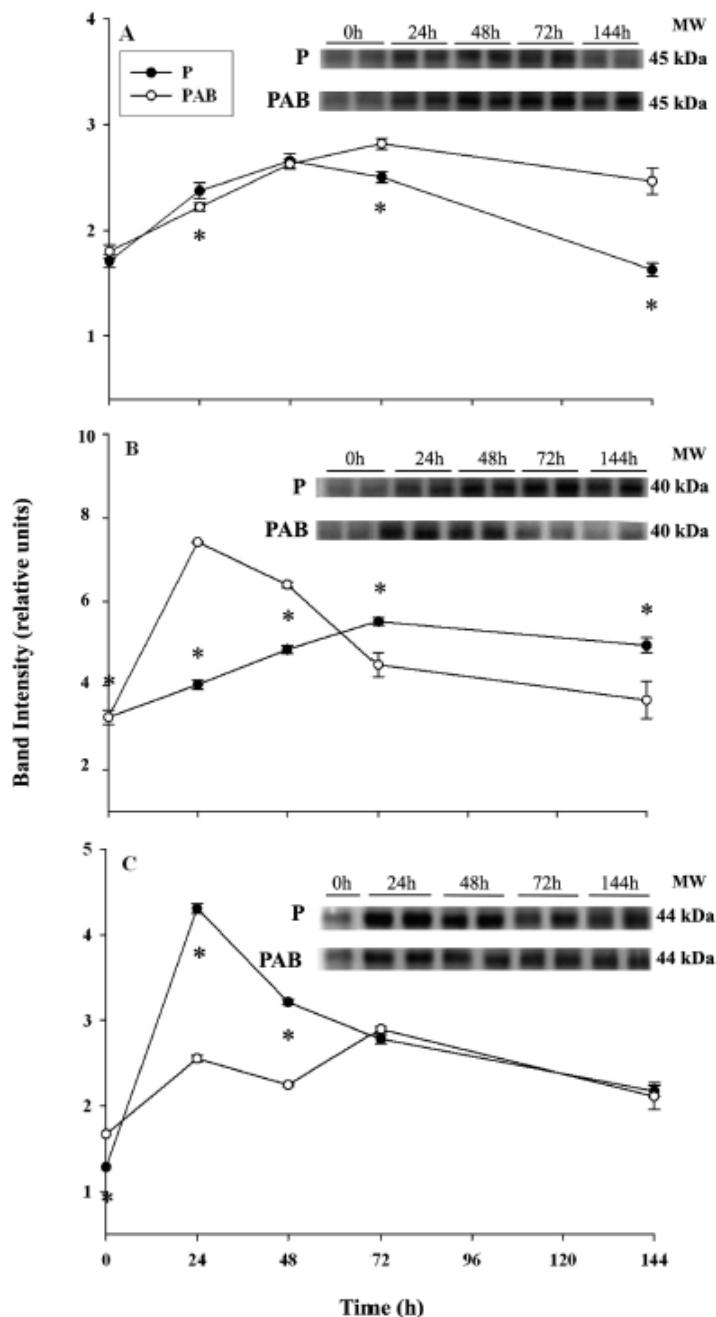 A
4
3
2
1
P
PAB
0h 24h 48h 72h 144h MW
P 45 kDa
PAB 45 kDa
* * *
Band Intensity (relative units)
B
10
8
6
4
2
0h 24h 48h 72h 144h MW
P 40 kDa
PAB 40 kDa
* * * * *
C
5
4
3
2
1
0h 24h 48h 72h 144h MW
P 44 kDa
PAB 44 kDa
* * *
0 24 48 72 96 120 144
Time (h)